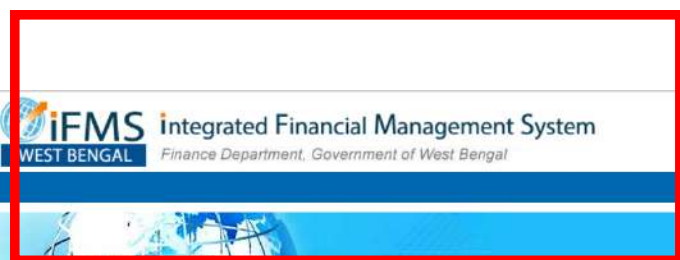 iFMS
WEST BENGAL
integrated Financial Management System
Finance Department, Government of West Bengal